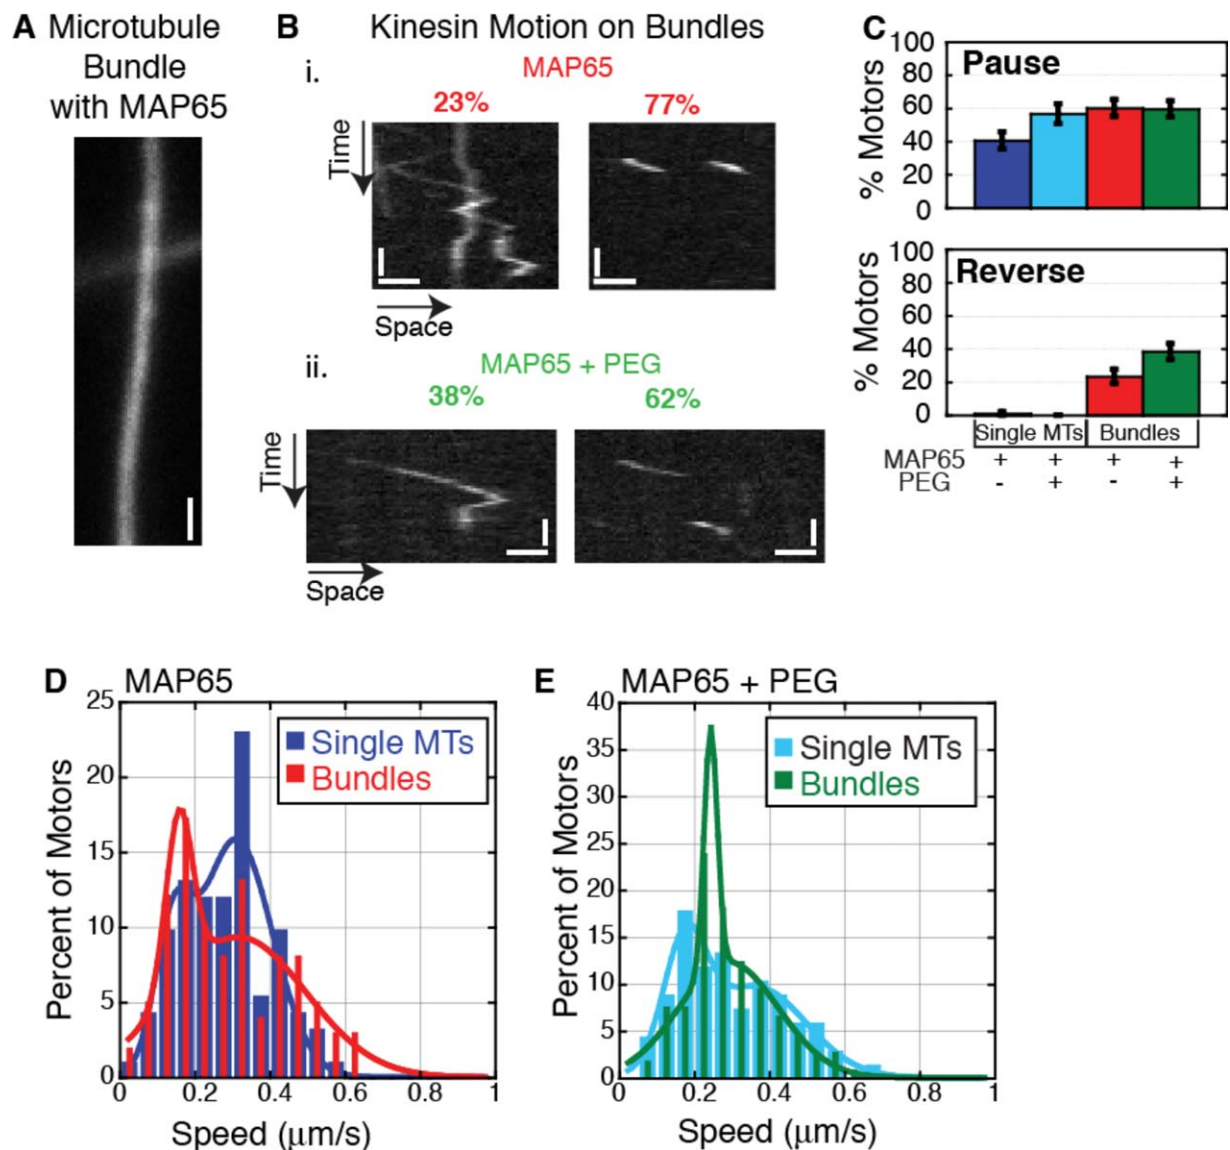 A Microtubule
Bundle
with MAP65
B Kinesin Motion on Bundles
i.
MAP65
23% 77%
Time
Space
ii.
MAP65 + PEG
38% 62%
Time
Space
C
Pause
% Motors
100
80
60
40
20
0
Reverse
% Motors
100
80
60
40
20
0
Single MTs Bundles
MAP65 + + + +
PEG - + - +
D MAP65
Single MTs
Bundles
Percent of Motors
25
20
15
10
5
0
0 0.2 0.4 0.6 0.8 1
Speed (μm/s)
E MAP65 + PEG
Single MTs
Bundles
Percent of Motors
40
35
30
25
20
15
10
5
0
0 0.2 0.4 0.6 0.8 1
Speed (μm/s)